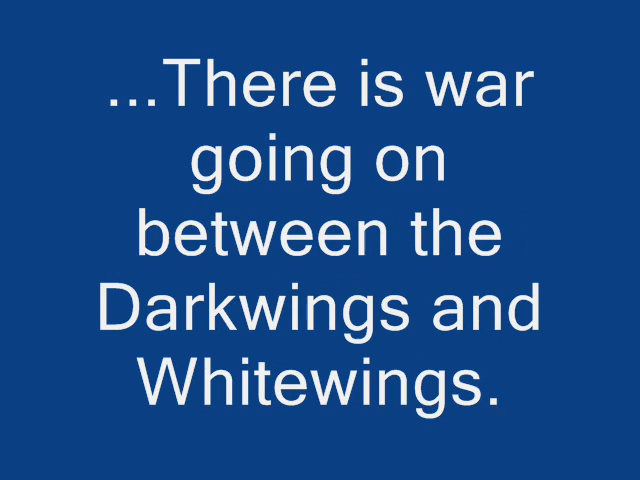 ...There is war
going on
between the
Darkwings and
Whitewings.